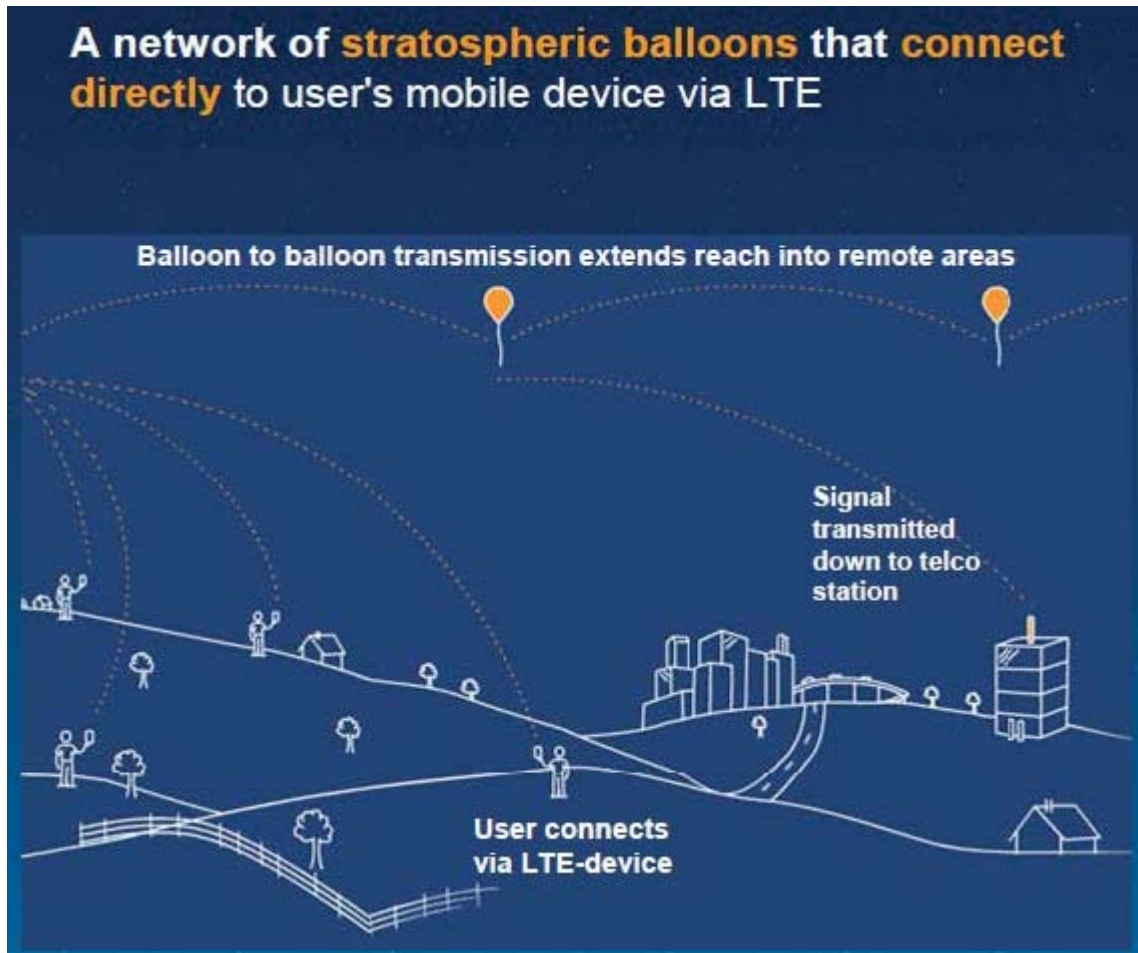 A network of stratospheric balloons that connect
directly to user's mobile device via LTE
Balloon to balloon transmission extends reach into remote areas
Signal
transmitted
down to telco
station
User connects
via LTE-device